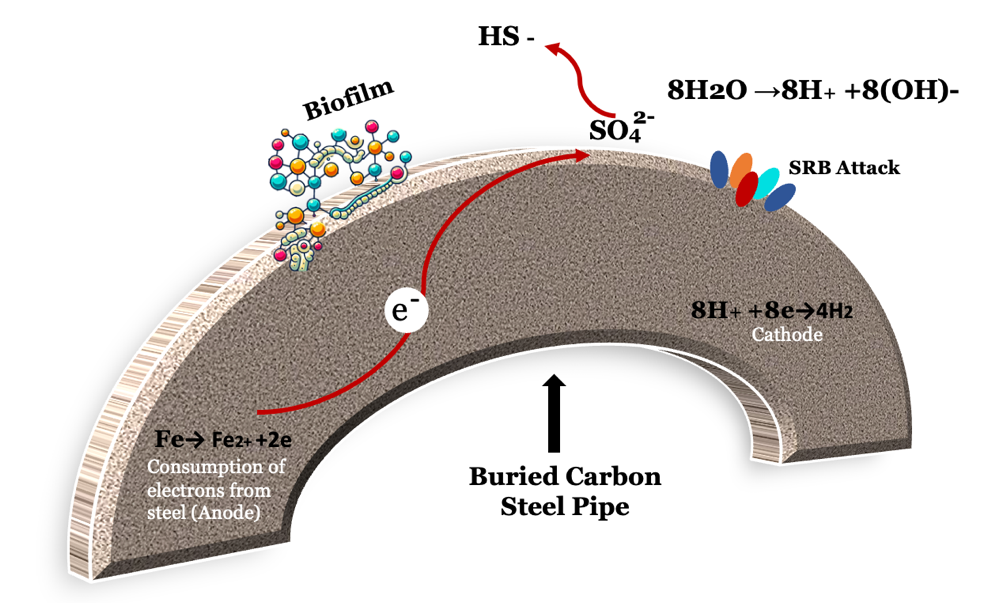 HS -
8H2O →8H+ +8(OH)-
Biofilm
SO₄²⁻
SRB Attack
e⁻
8H+ +8e→4H2
Cathode
Fe→ Fe2+ +2e
Consumption of
electrons from
steel (Anode)
Buried Carbon
Steel Pipe